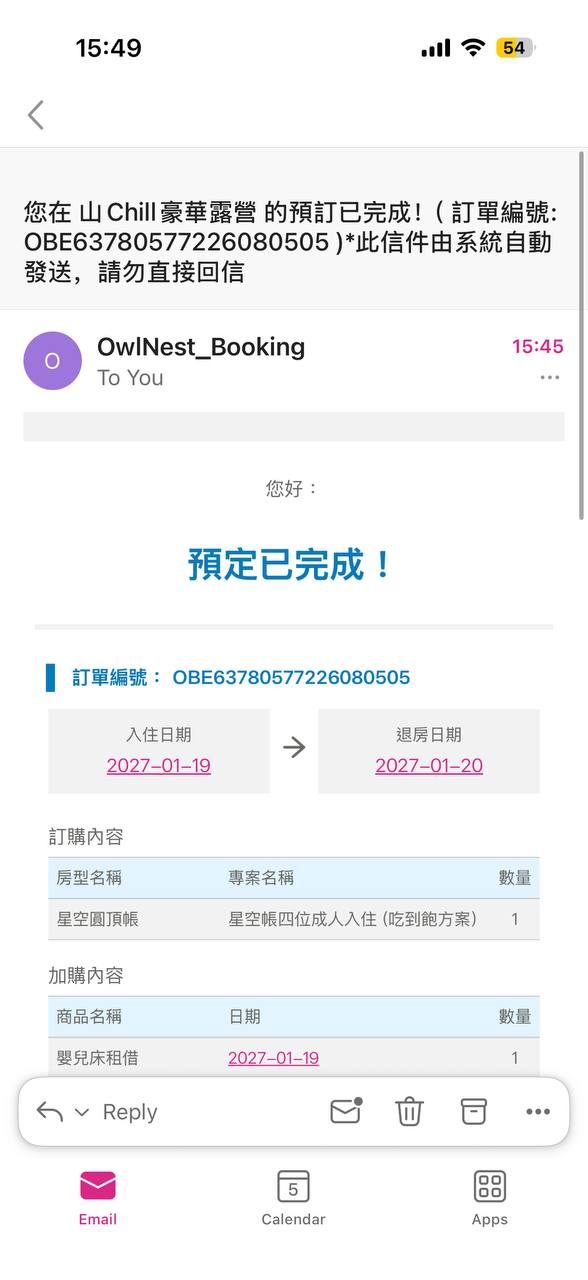 15:49
54
您在 山Chill豪華露營 的預訂已完成!（ 訂單編號:
OBE63780577226080505 )*此信件由系統自動
發送，請勿直接回信
O
OwlNest_Booking
15:45
To You
您好：
預定已完成！
訂單編號： OBE63780577226080505
入住日期
2027–01–19
退房日期
2027–01–20
訂購內容
房型名稱 專案名稱 數量
星空圓頂帳 星空帳四位成人入住 (吃到飽方案) 1
加購內容
商品名稱 日期 數量
嬰兒床租借 2027–01–19 1
Reply
5
Email Calendar Apps